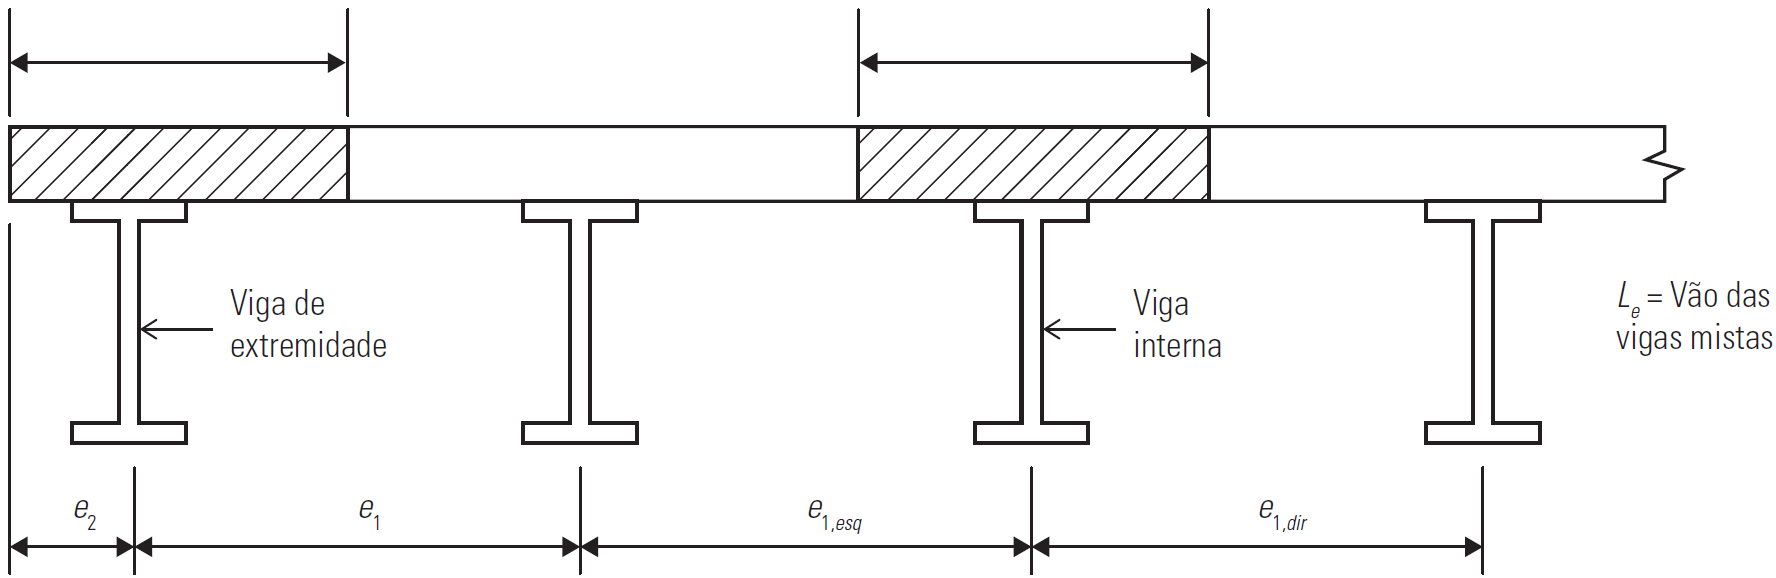 Viga de
extremidade
Viga
interna
Lₑ = Vão das
vigas mistas
e₂
e₁
e₁,esq
e₁,dir